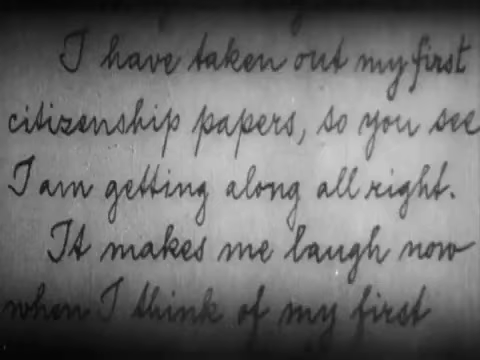 I have taken out my first
citizenship papers, so you see
I am getting along all right.
It makes me laugh now
when I think of my first